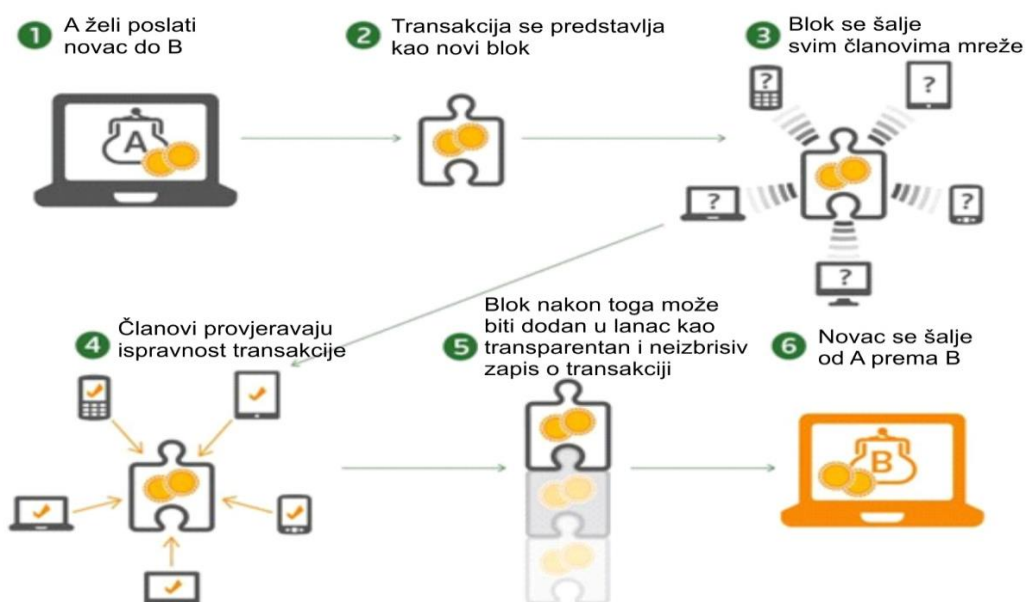 1 A želi poslati
novac do B
2 Transakcija se predstavlja
kao novi blok
3 Blok se šalje
svim članovima mreže
A
?
?
?
?
?
4 Članovi provjeravaju
ispravnost transakcije
5 Blok nakon toga može
biti dodan u lanac kao
transparentan i neizbrisiv
zapis o transakciji
6 Novac se šalje
od A prema B
B